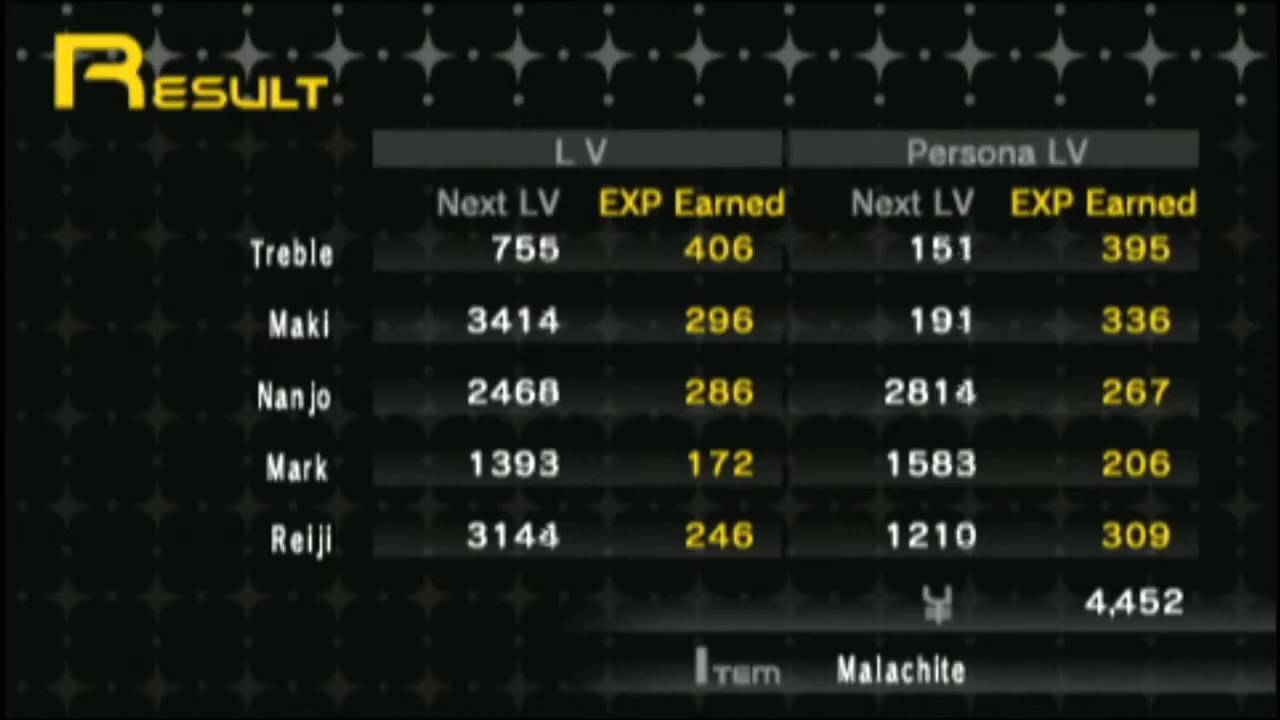 RESULT
LV Persona LV
Next LV EXP Earned Next LV EXP Earned
Treble 755 406 151 395
Maki 3414 296 191 336
Nanjo 2468 286 2814 267
Mark 1393 172 1583 206
Reiji 3144 246 1210 309
¥ 4,452
ITEM Malachite